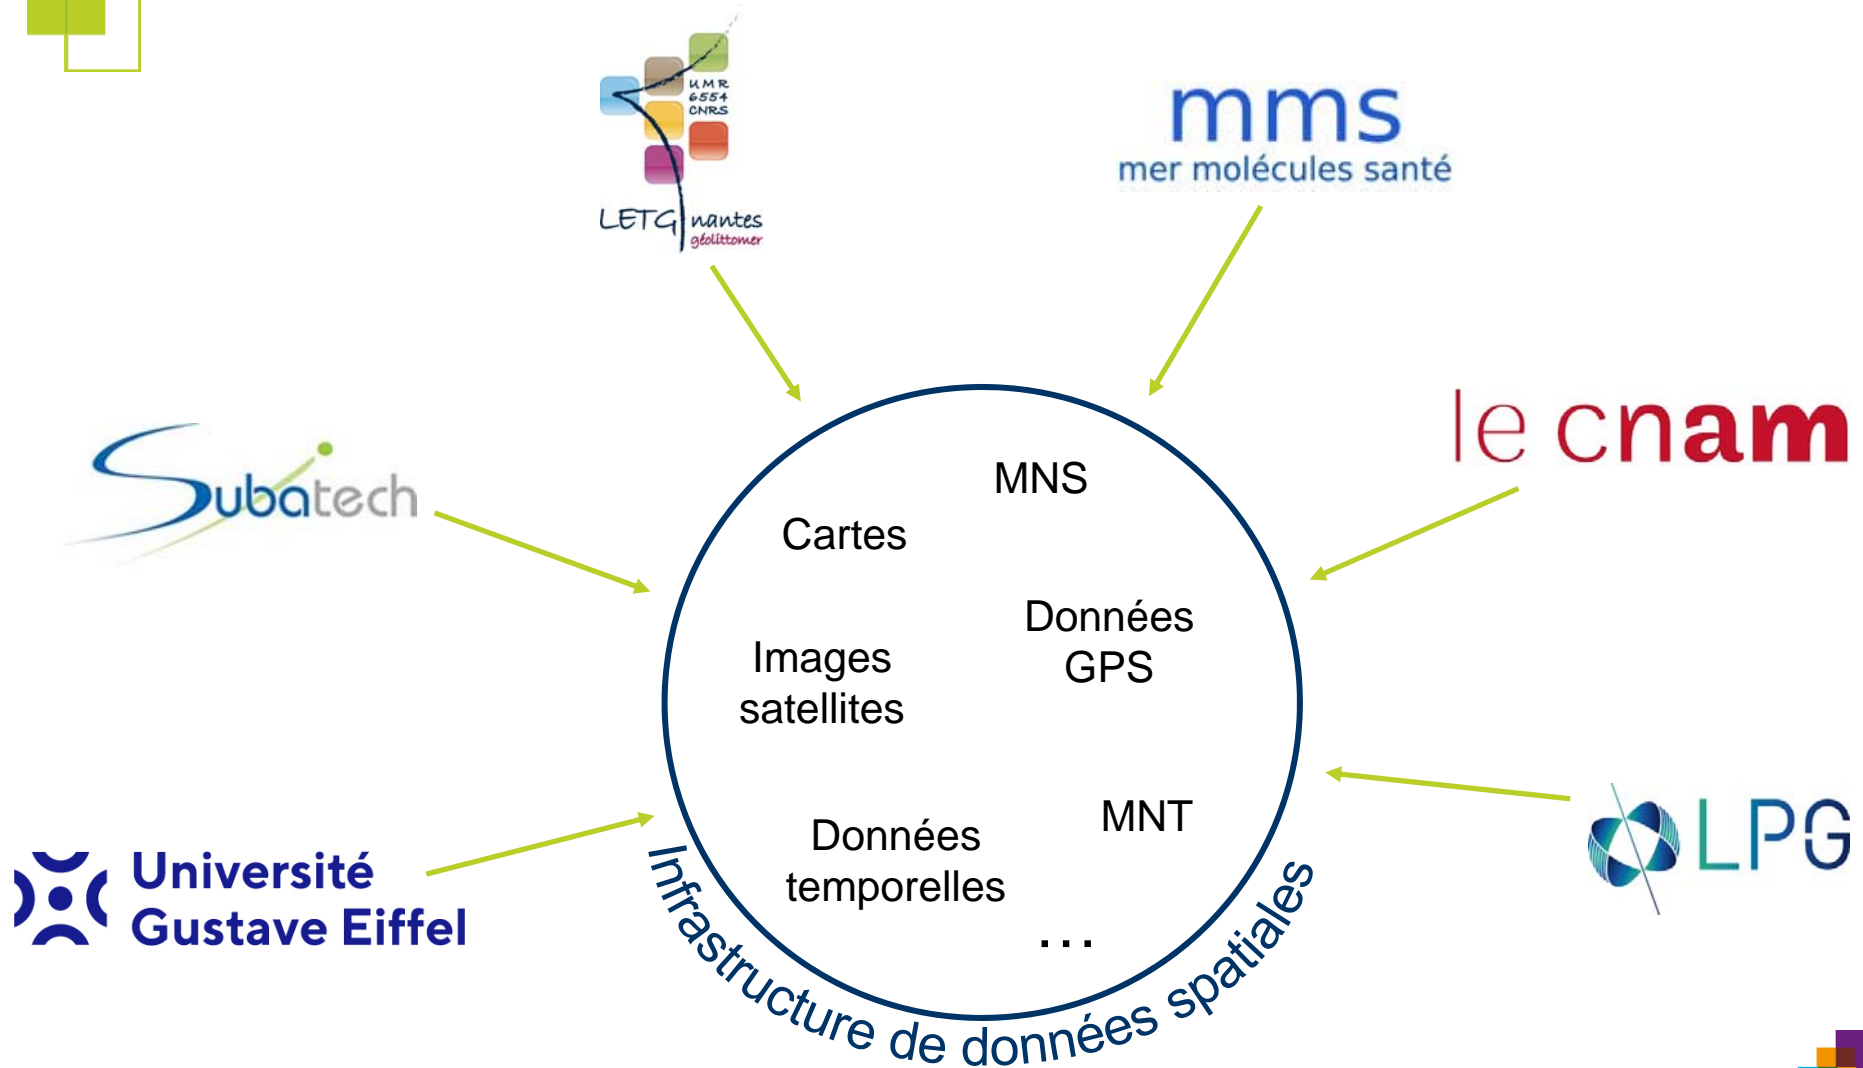 UMR
6554
CNRS
LETG nantes
géolittomer
mms
mer molécules santé
le cnam
Subatech
MNS
Cartes
Données
GPS
Images
satellites
MNT
Données
temporelles
...
LPG
Université
Gustave Eiffel
Infrastructure de données spatiales